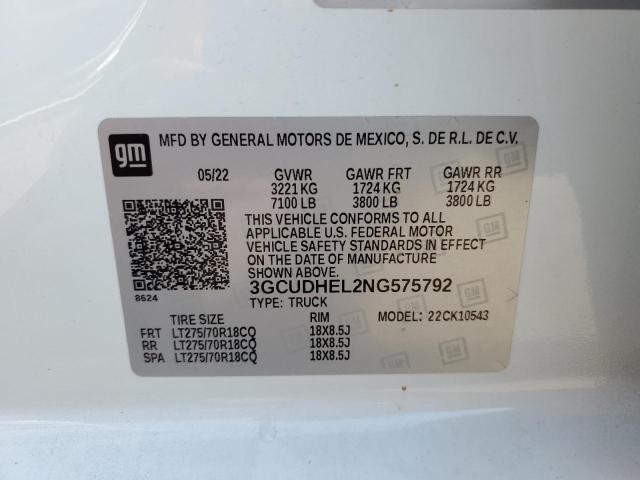 gm
MFD BY GENERAL MOTORS DE MEXICO, S. DE R.L. DE C.V.
05/22 GVWR GAWR FRT GAWR RR
3221 KG 1724 KG 1724 KG
7100 LB 3800 LB 3800 LB
THIS VEHICLE CONFORMS TO ALL
APPLICABLE U.S. FEDERAL MOTOR
VEHICLE SAFETY STANDARDS IN EFFECT
ON THE DATE OF MANUFACTURE
SHOWN ABOVE.
8624
3GCUDHEL2NG575792
TYPE: TRUCK
TIRE SIZE RIM MODEL: 22CK10543
FRT LT275/70R18CQ 18X8.5J
RR LT275/70R18CQ 18X8.5J
SPA LT275/70R18CQ 18X8.5J